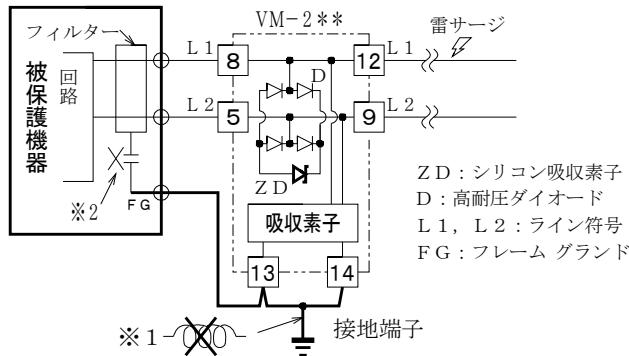 VM-2**
フィルター
L1
8
12
L1
雷サージ
被保護機器
回路
D
L2
5
9
L2
ZD
※2
FG
吸収素子
13
14
ZD:シリコン吸収素子
D:高耐圧ダイオード
L1,L2:ライン符号
FG:フレーム グランド
※1
接地端子